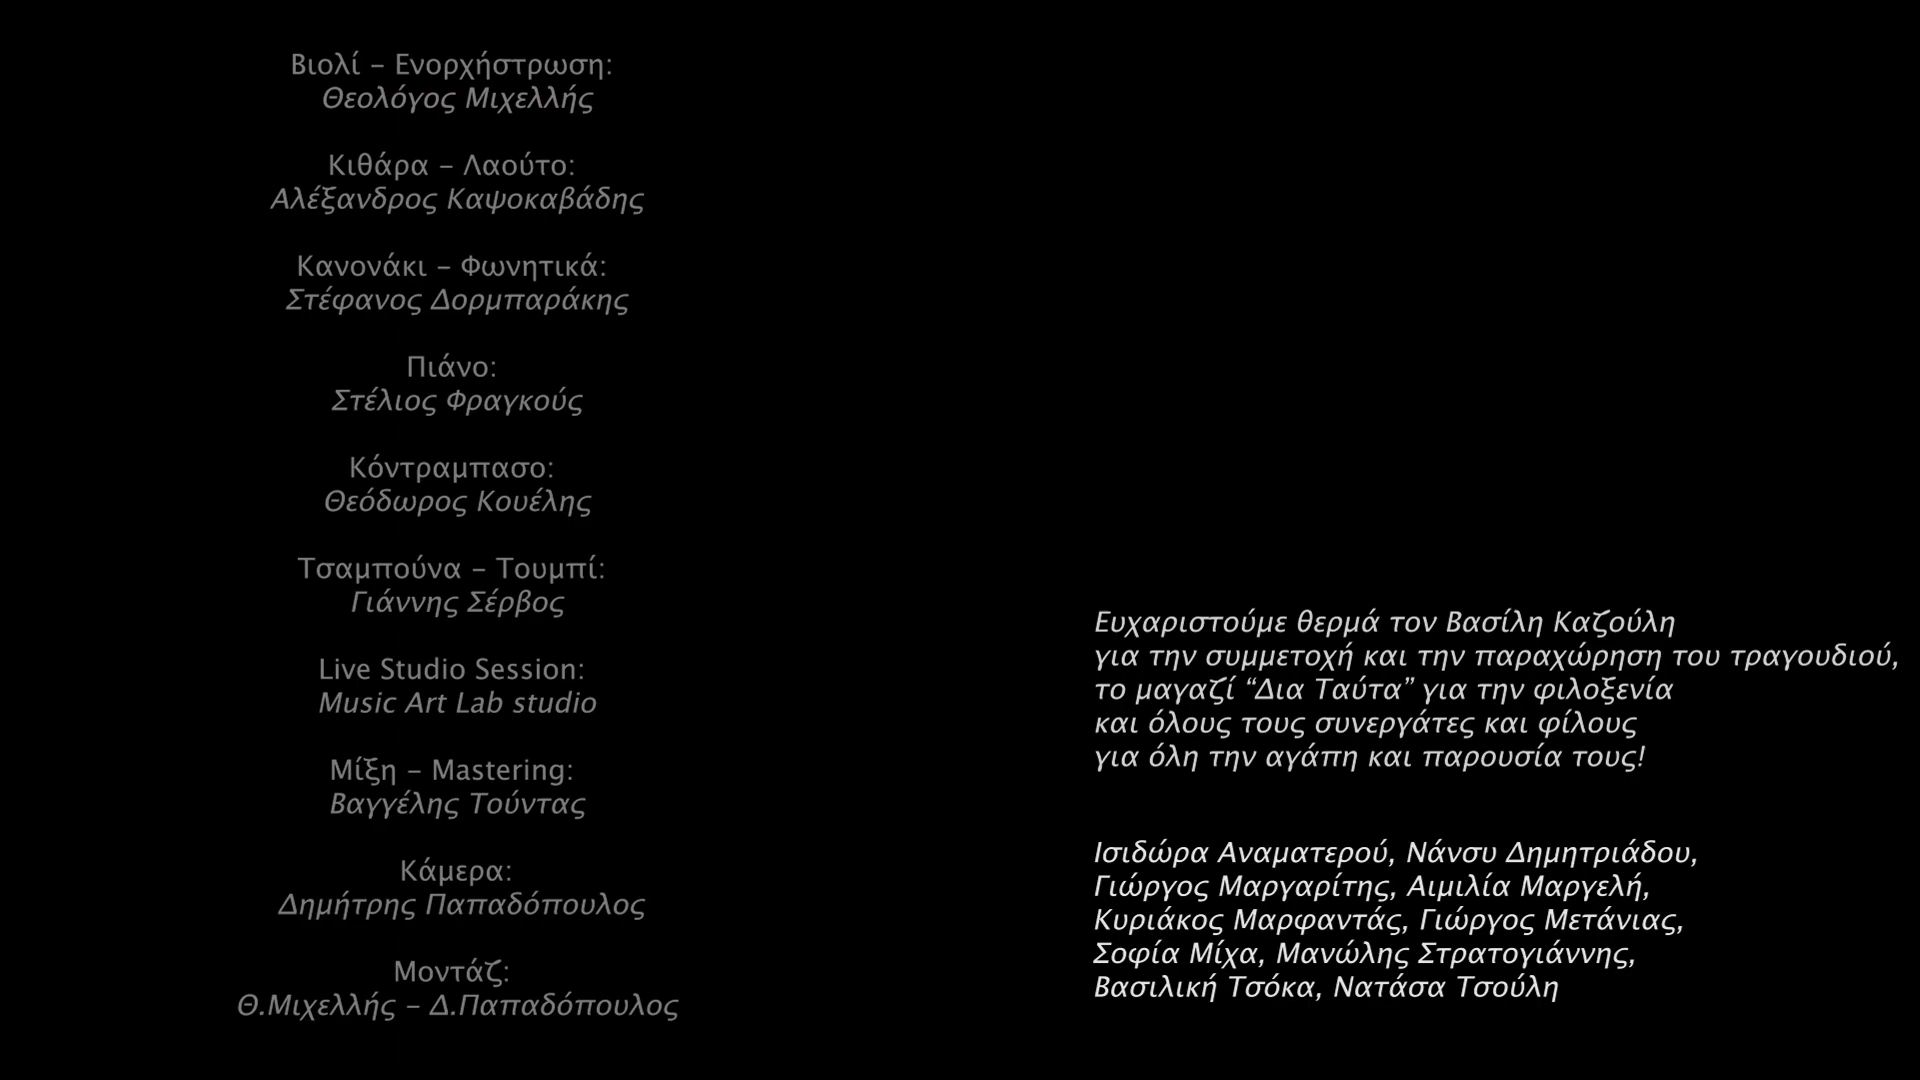 Βιολί – Ενορχήστρωση:
Θεολόγος Μιχελλής
Κιθάρα – Λαούτο:
Αλέξανδρος Καψοκαβάδης
Κανονάκι – Φωνητικά:
Στέφανος Δορμπαράκης
Πιάνο:
Στέλιος Φραγκούς
Κόντραμπασο:
Θεόδωρος Κουέλης
Τσαμπούνα – Τουμπί:
Γιάννης Σέρβος
Live Studio Session:
Music Art Lab studio
Μίξη – Mastering:
Βαγγέλης Τούντας
Κάμερα:
Δημήτρης Παπαδόπουλος
Μοντάζ:
Θ.Μιχελλής – Δ.Παπαδόπουλος
Ευχαριστούμε θερμά τον Βασίλη Καζούλη
για την συμμετοχή και την παραχώρηση του τραγουδιού,
το μαγαζί “Δια Ταύτα” για την φιλοξενία
και όλους τους συνεργάτες και φίλους
για όλη την αγάπη και παρουσία τους!
Ισιδώρα Αναματερού, Νάνσυ Δημητριάδου,
Γιώργος Μαργαρίτης, Αιμιλία Μαργελή,
Κυριάκος Μαρφαντάς, Γιώργος Μετάνιας,
Σοφία Μίχα, Μανώλης Στρατογιάννης,
Βασιλική Τσόκα, Νατάσα Τσούλη